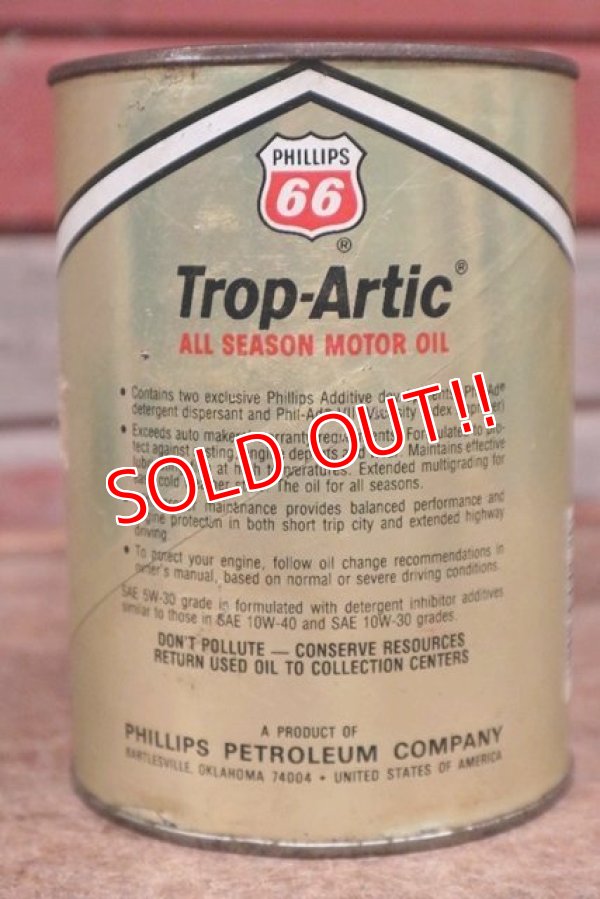 PHILLIPS
66
®
Trop-Artic®
ALL SEASON MOTOR OIL
• Contains two exclusive Phillips Additive
detergent dispersant and
• Exceeds auto
against
at high temperatures. Extended multigrading for
cold The oil for all seasons.
maintenance provides balanced performance and
engine protection in both short trip city and extended highway
driving.
• To protect your engine, follow oil change recommendations in
owner's manual, based on normal or severe driving conditions.
SAE 5W-30 grade is formulated with detergent inhibitor additives
similar to those in SAE 10W-40 and SAE 10W-30 grades.
DON'T POLLUTE — CONSERVE RESOURCES
RETURN USED OIL TO COLLECTION CENTERS
A PRODUCT OF
PHILLIPS PETROLEUM COMPANY
BARTLESVILLE, OKLAHOMA 74004 • UNITED STATES OF AMERICA
SOLD OUT!!